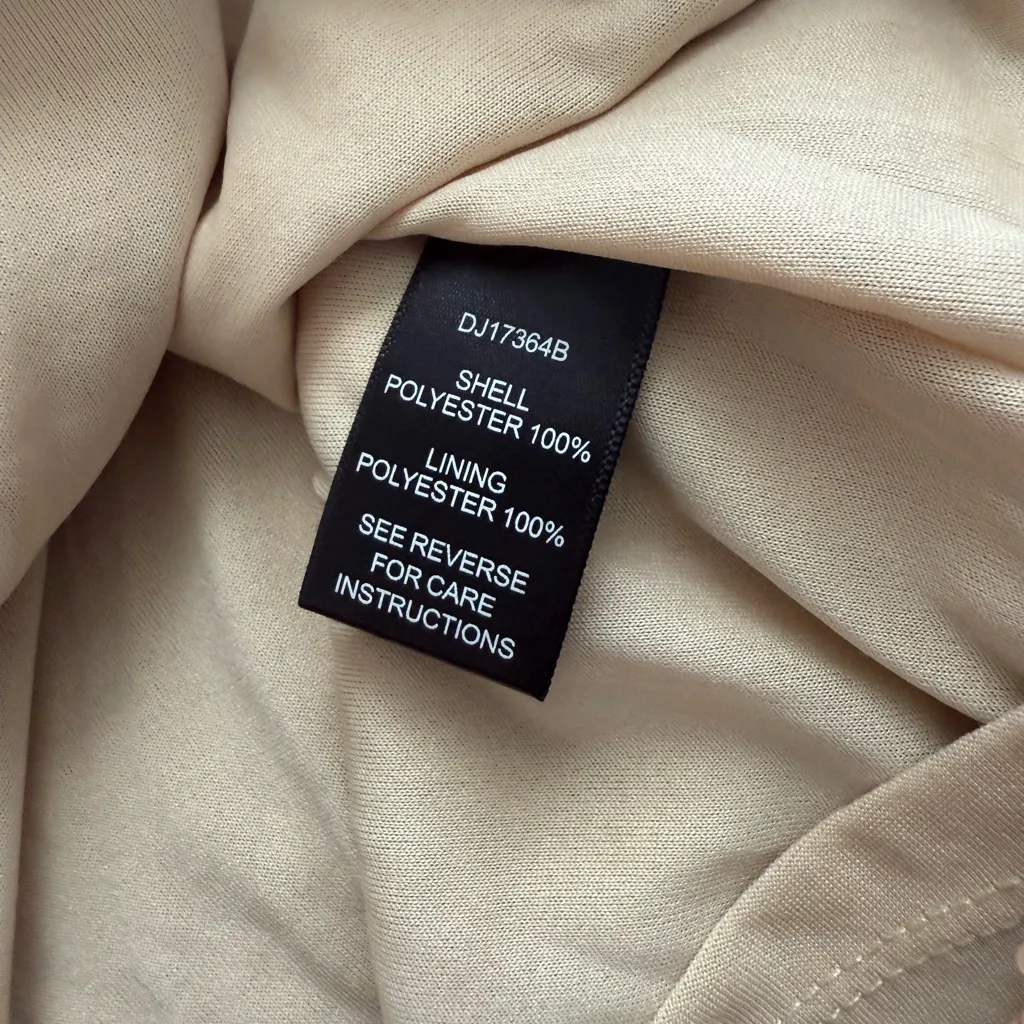 DJ17364B
SHELL
POLYESTER 100%
LINING
POLYESTER 100%
SEE REVERSE
FOR CARE
INSTRUCTIONS